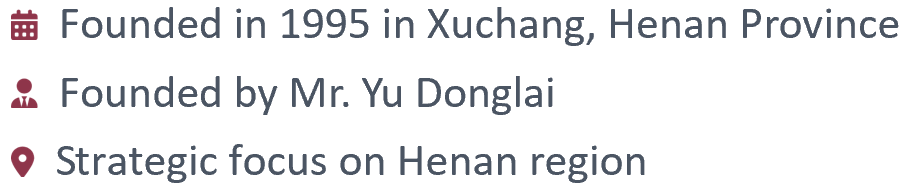 Founded in 1995 in Xuchang, Henan Province
Founded by Mr. Yu Donglai
Strategic focus on Henan region